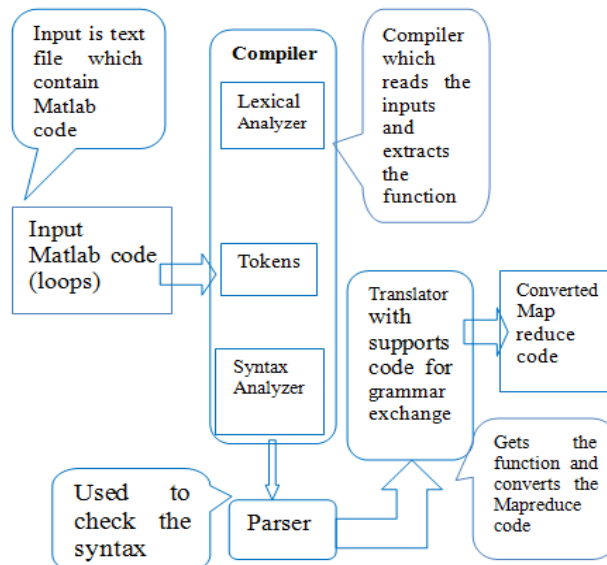 Input is text
file which
contain
Matlab
code
Compiler
Lexical
Analyzer
Compiler
which
reads the
inputs
and
extracts
the
function
Input
Matlab code
(loops)
Tokens
Translator
with
supports
code for
grammar
exchange
Converted
Map
reduce
code
Syntax
Analyzer
Used to
check the
syntax
Parser
Gets the
function and
converts the
Mapreduce
code